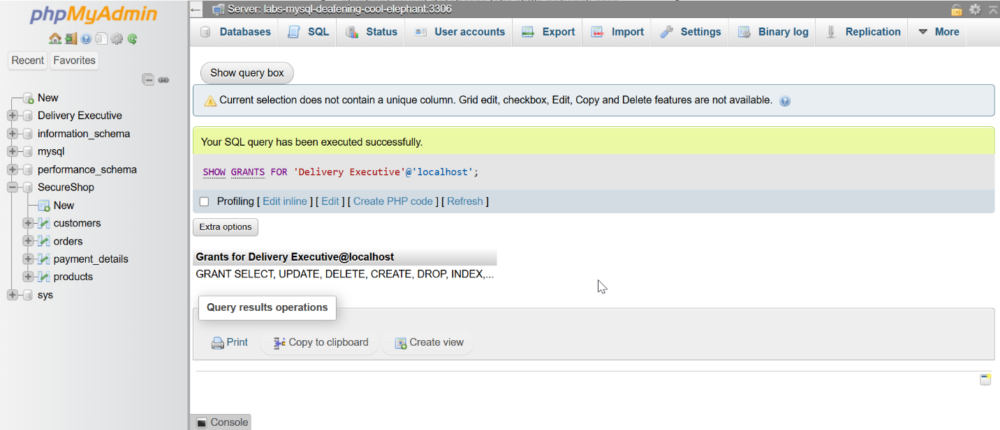 phpMyAdmin
Recent Favorites
New
Delivery Executive
information_schema
mysql
performance_schema
SecureShop
New
customers
orders
payment_details
products
sys
Server: labs-mysql-deafening-cool-elephant:3306
Databases SQL Status User accounts Export Import Settings Binary log Replication More
Show query box
Current selection does not contain a unique column. Grid edit, checkbox, Edit, Copy and Delete features are not available.
Your SQL query has been executed successfully.
SHOW GRANTS FOR 'Delivery Executive'@'localhost';
Profiling [ Edit inline ] [ Edit ] [ Create PHP code ] [ Refresh ]
Extra options
Grants for Delivery Executive@localhost
GRANT SELECT, UPDATE, DELETE, CREATE, DROP, INDEX,...
Query results operations
Print Copy to clipboard Create view
Console